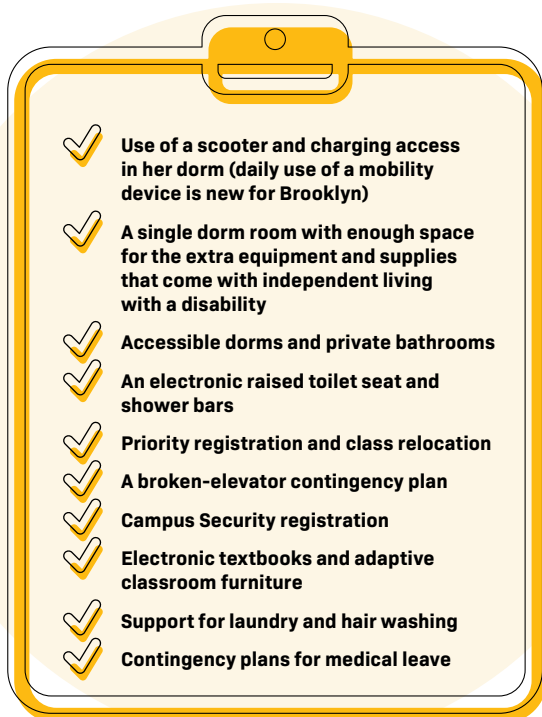 Use of a scooter and charging access
in her dorm (daily use of a mobility
device is new for Brooklyn)
A single dorm room with enough space
for the extra equipment and supplies
that come with independent living
with a disability
Accessible dorms and private bathrooms
An electronic raised toilet seat and
shower bars
Priority registration and class relocation
A broken-elevator contingency plan
Campus Security registration
Electronic textbooks and adaptive
classroom furniture
Support for laundry and hair washing
Contingency plans for medical leave